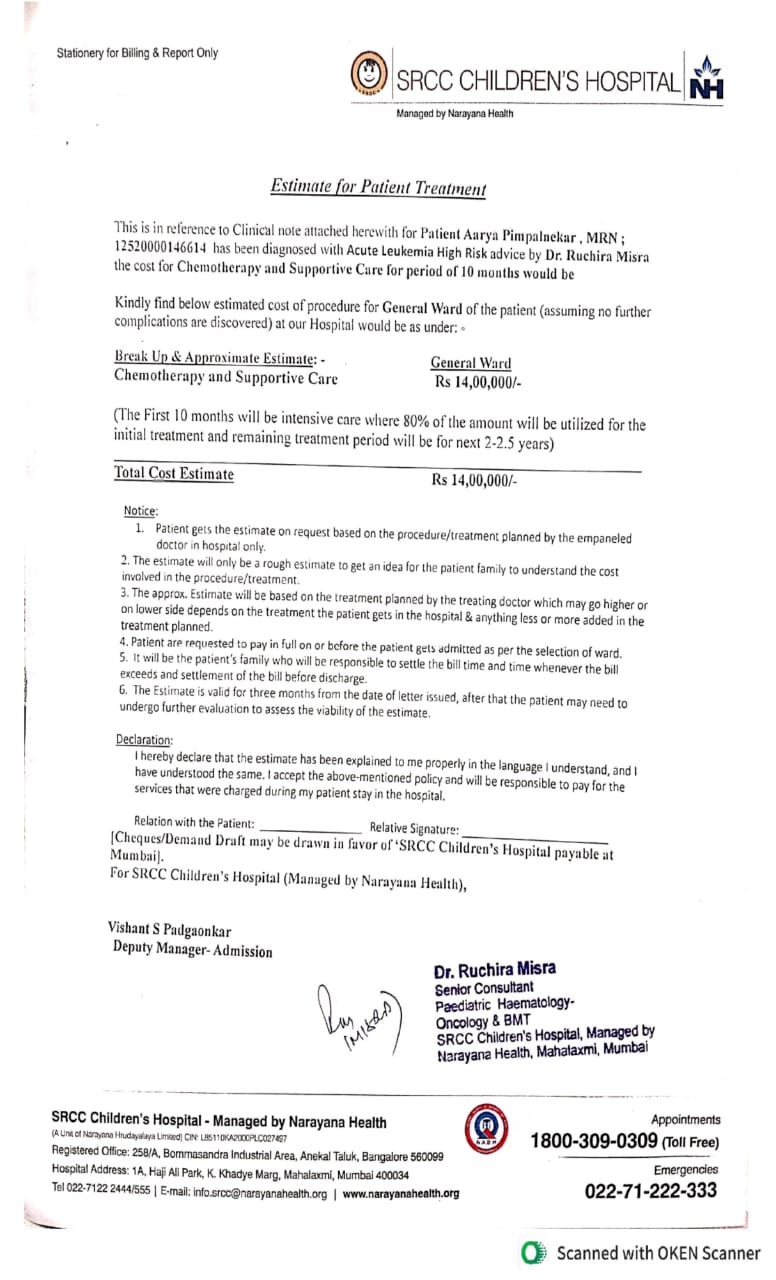 Stationery for Billing & Report Only
SRCC CHILDREN'S HOSPITAL
NH
Managed by Narayana Health
Estimate for Patient Treatment
This is in reference to Clinical note attached herewith for Patient Aarya Pimpalnekar , MRN ;
12520000146614 has been diagnosed with Acute Leukemia High Risk advice by Dr. Ruchira Misra
the cost for Chemotherapy and Supportive Care for period of 10 months would be
Kindly find below estimated cost of procedure for General Ward of the patient (assuming no further
complications are discovered) at our Hospital would be as under: -
Break Up & Approximate Estimate: -
General Ward
Chemotherapy and Supportive Care
Rs 14,00,000/-
(The First 10 months will be intensive care where 80% of the amount will be utilized for the
initial treatment and remaining treatment period will be for next 2-2.5 years)
Total Cost Estimate
Rs 14,00,000/-
Notice:
1. Patient gets the estimate on request based on the procedure/treatment planned by the empaneled
doctor in hospital only.
2. The estimate will only be a rough estimate to get an idea for the patient family to understand the cost
involved in the procedure/treatment.
3. The approx. Estimate will be based on the treatment planned by the treating doctor which may go higher or
on lower side depends on the treatment the patient gets in the hospital & anything less or more added in the
treatment planned.
4. Patient are requested to pay in full on or before the patient gets admitted as per the selection of ward.
5. It will be the patient's family who will be responsible to settle the bill time and time whenever the bill
exceeds and settlement of the bill before discharge.
6. The Estimate is valid for three months from the date of letter issued, after that the patient may need to
undergo further evaluation to assess the viability of the estimate.
Declaration:
I hereby declare that the estimate has been explained to me properly in the language I understand, and I
have understood the same. I accept the above-mentioned policy and will be responsible to pay for the
services that were charged during my patient stay in the hospital.
Relation with the Patient: ____________ Relative Signature: ____________
[Cheques/Demand Draft may be drawn in favor of 'SRCC Children's Hospital payable at
Mumbai].
For SRCC Children's Hospital (Managed by Narayana Health),
Vishant S Padgaonkar
Deputy Manager- Admission
(MISRA)
Dr. Ruchira Misra
Senior Consultant
Paediatric Haematology-
Oncology & BMT
SRCC Children's Hospital, Managed by
Narayana Health, Mahalaxmi, Mumbai
SRCC Children's Hospital - Managed by Narayana Health
(A Unit of Narayana Hrudayalaya Limited) CIN: L85110KA2000PLC027497
Registered Office: 258/A, Bommasandra Industrial Area, Anekal Taluk, Bangalore 560099
Hospital Address: 1A, Haji Ali Park, K. Khadye Marg, Mahalaxmi, Mumbai 400034
Tel 022-7122 2444/555 | E-mail: info.srcc@narayanahealth.org | www.narayanahealth.org
Appointments
1800-309-0309 (Toll Free)
Emergencies
022-71-222-333
Scanned with OKEN Scanner